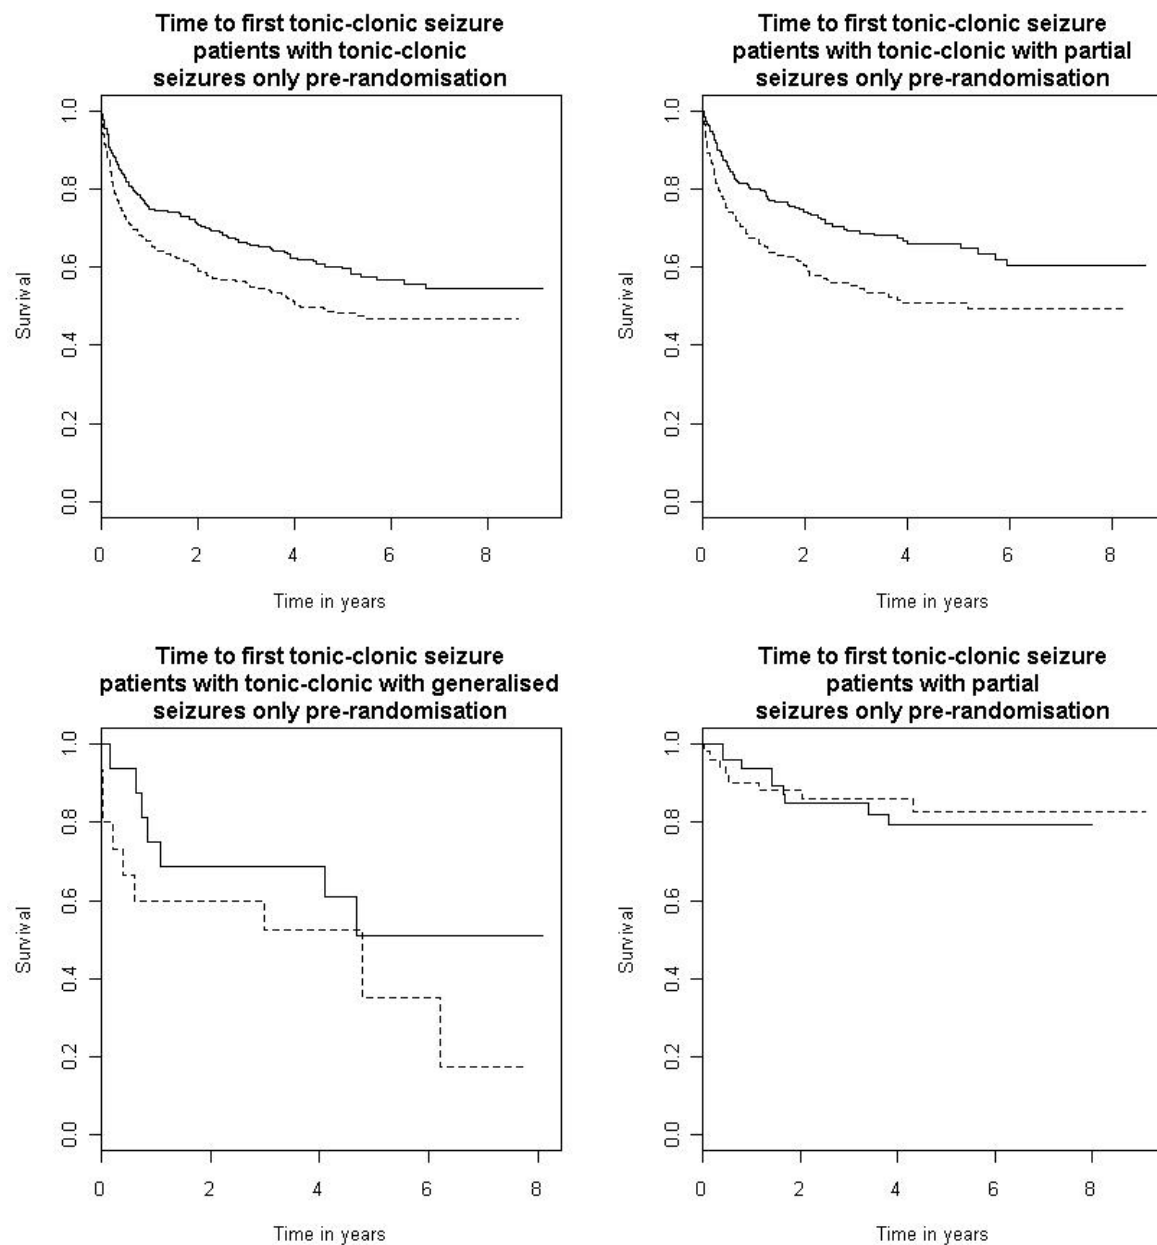 Time to first tonic-clonic seizure
patients with tonic-clonic
seizures only pre-randomisation
1.0
0.8
0.6
0.4
0.2
0.0
Survival
0 2 4 6 8
Time in years
Time to first tonic-clonic seizure
patients with tonic-clonic with partial
seizures only pre-randomisation
1.0
0.8
0.6
0.4
0.2
0.0
Survival
0 2 4 6 8
Time in years
Time to first tonic-clonic seizure
patients with tonic-clonic with generalised
seizures only pre-randomisation
1.0
0.8
0.6
0.4
0.2
0.0
Survival
0 2 4 6 8
Time in years
Time to first tonic-clonic seizure
patients with partial
seizures only pre-randomisation
1.0
0.8
0.6
0.4
0.2
0.0
Survival
0 2 4 6 8
Time in years